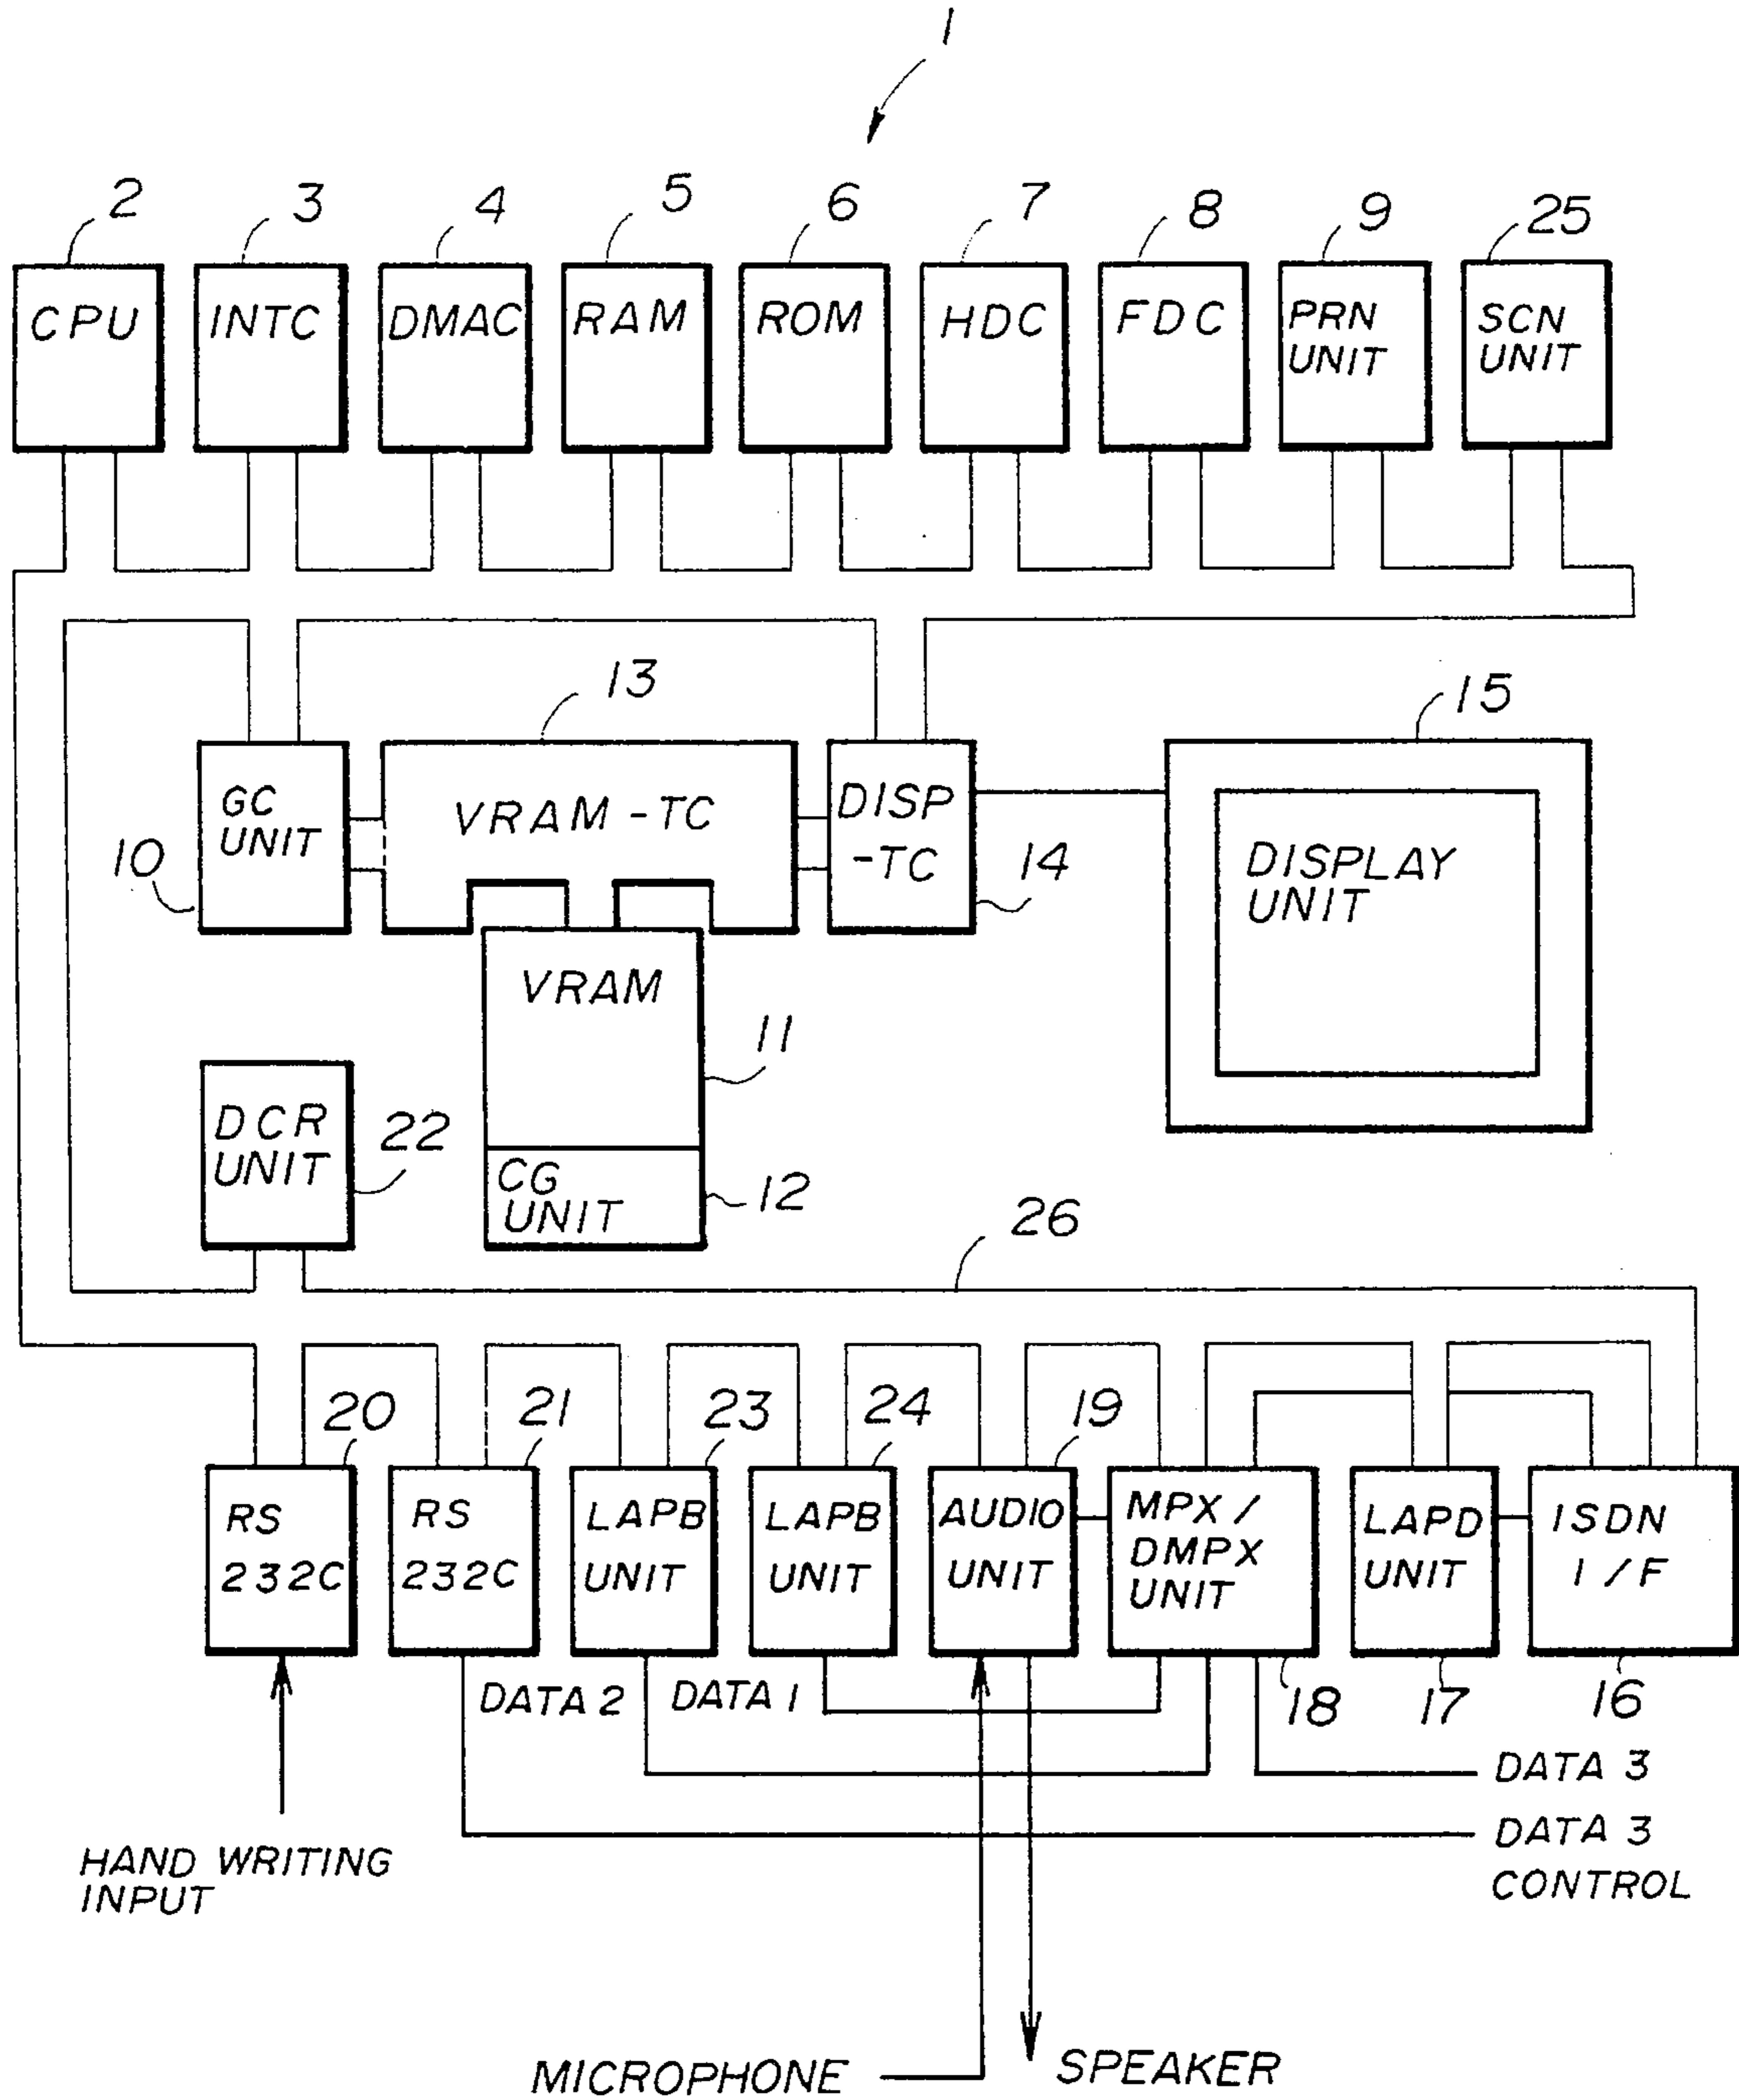 1
2
3
4
5
6
7
8
9
25
CPU
INTC
DMAC
RAM
ROM
HDC
FDC
PRN
UNIT
SCN
UNIT
13
15
GC
UNIT
10
VRAM-TC
DISP
-TC
14
DISPLAY
UNIT
VRAM
11
DCR
UNIT
22
CG
UNIT
12
26
20
21
23
24
19
RS
232C
RS
232C
LAPB
UNIT
LAPB
UNIT
AUDIO
UNIT
MPX/
DMPX
UNIT
LAPD
UNIT
ISDN
I/F
DATA 2
DATA 1
18
17
16
DATA 3
DATA 3
CONTROL
HAND WRITING
INPUT
MICROPHONE
SPEAKER